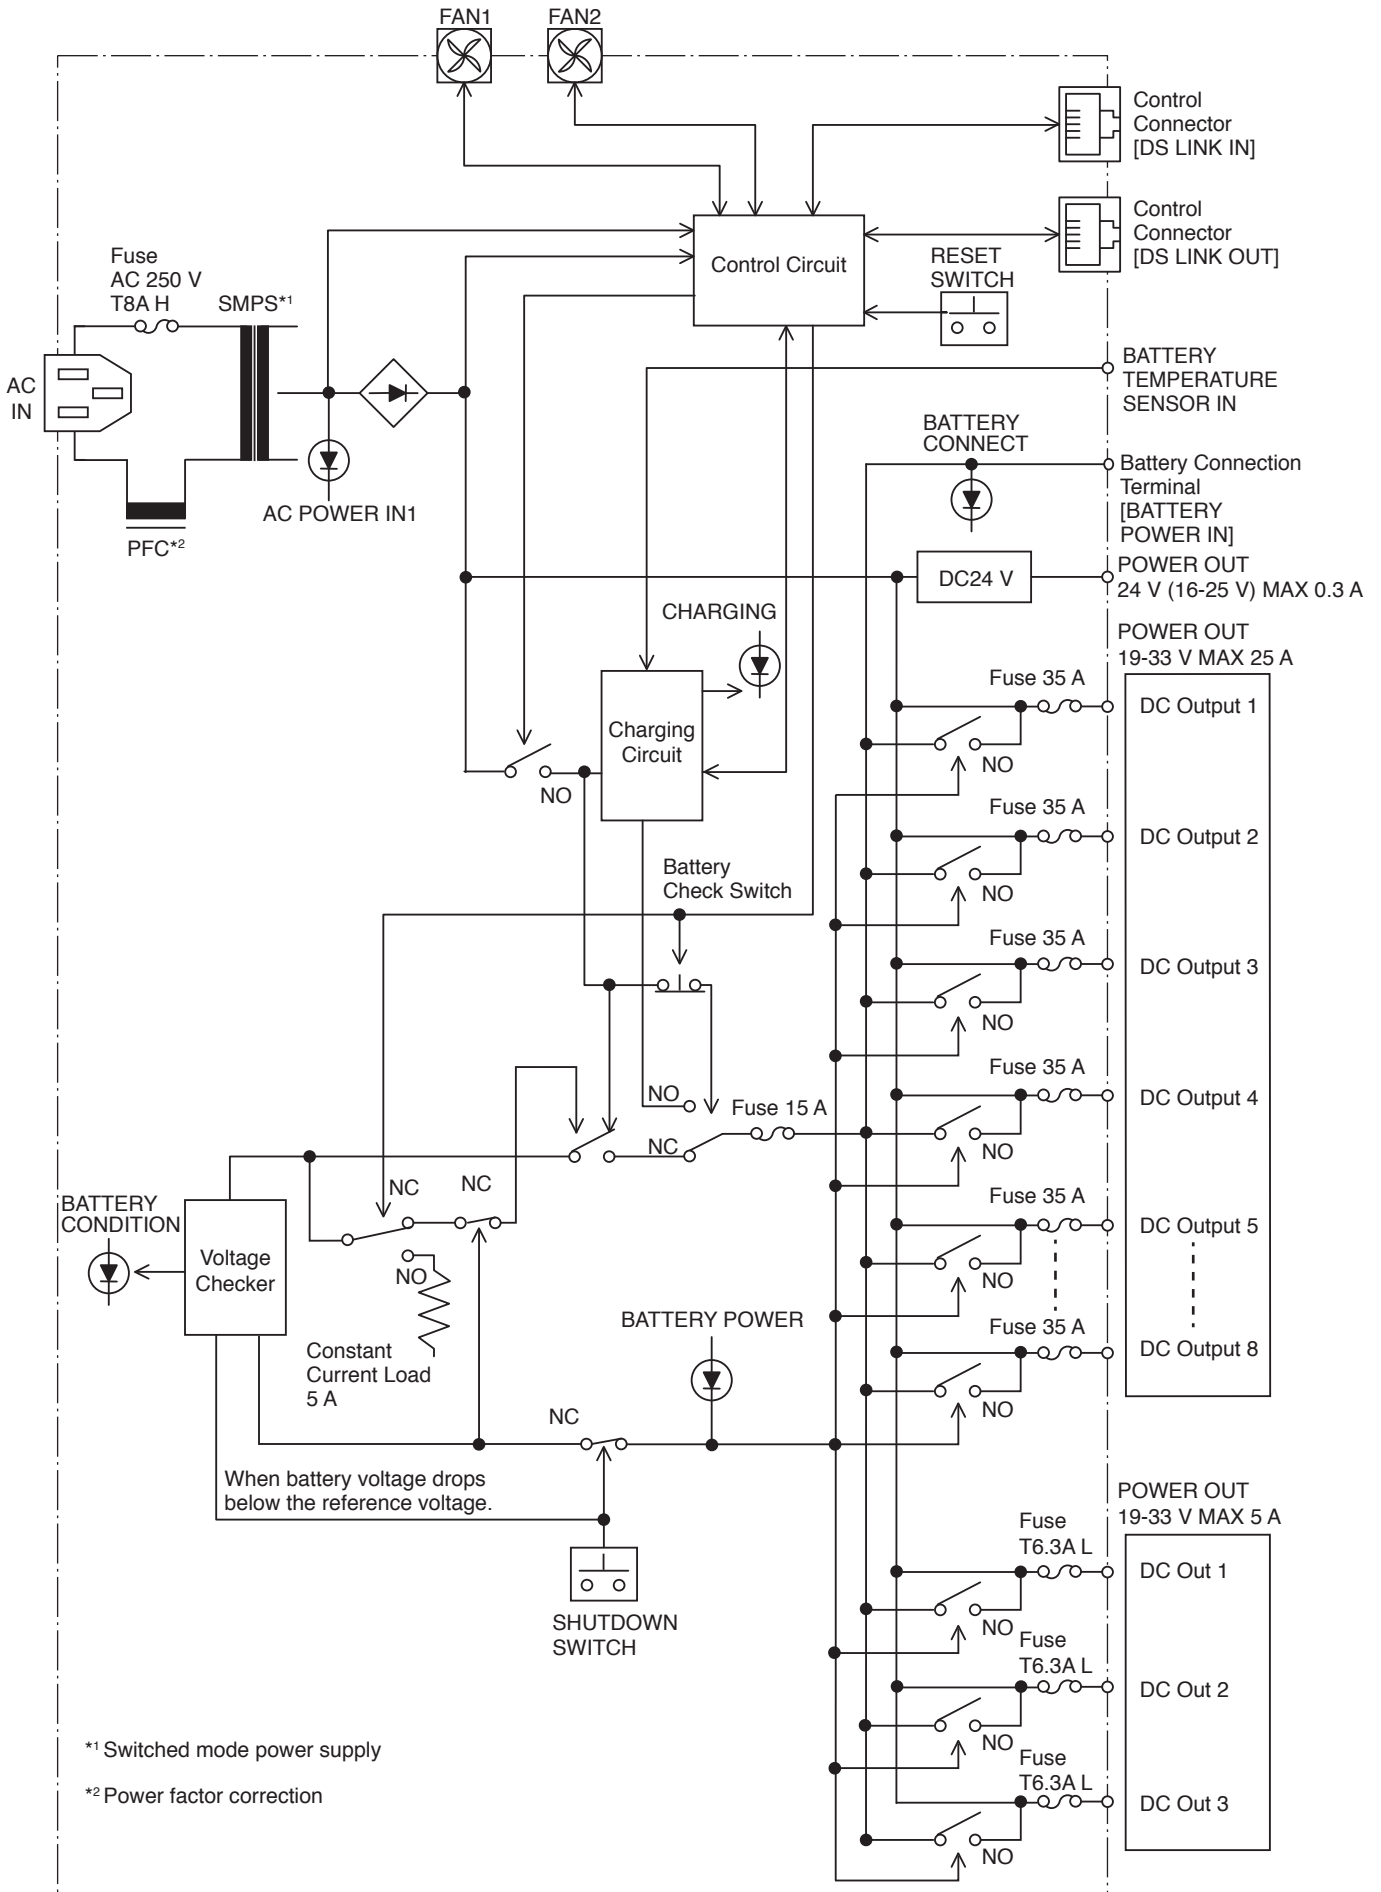 FAN1
FAN2
Control
Connector
[DS LINK IN]
Control
Connector
[DS LINK OUT]
Control Circuit
RESET
SWITCH
Fuse
AC 250 V
T8A H
SMPS*1
AC
IN
AC POWER IN1
PFC*2
BATTERY
TEMPERATURE
SENSOR IN
BATTERY
CONNECT
Battery Connection
Terminal
[BATTERY
POWER IN]
DC24 V
POWER OUT
24 V (16-25 V) MAX 0.3 A
CHARGING
POWER OUT
19-33 V MAX 25 A
Charging
Circuit
NO
Fuse 35 A
DC Output 1
NO
Fuse 35 A
DC Output 2
NO
Battery
Check Switch
Fuse 35 A
DC Output 3
NO
Fuse 35 A
DC Output 4
NO
NO
Fuse 15 A
NC
Fuse 35 A
DC Output 5
NO
Fuse 35 A
DC Output 8
NO
NC
NC
BATTERY
CONDITION
Voltage
Checker
NO
Constant
Current Load
5 A
BATTERY POWER
NC
When battery voltage drops
below the reference voltage.
SHUTDOWN
SWITCH
POWER OUT
19-33 V MAX 5 A
Fuse
T6.3A L
DC Out 1
NO
Fuse
T6.3A L
DC Out 2
NO
Fuse
T6.3A L
DC Out 3
NO
*1 Switched mode power supply
*2 Power factor correction